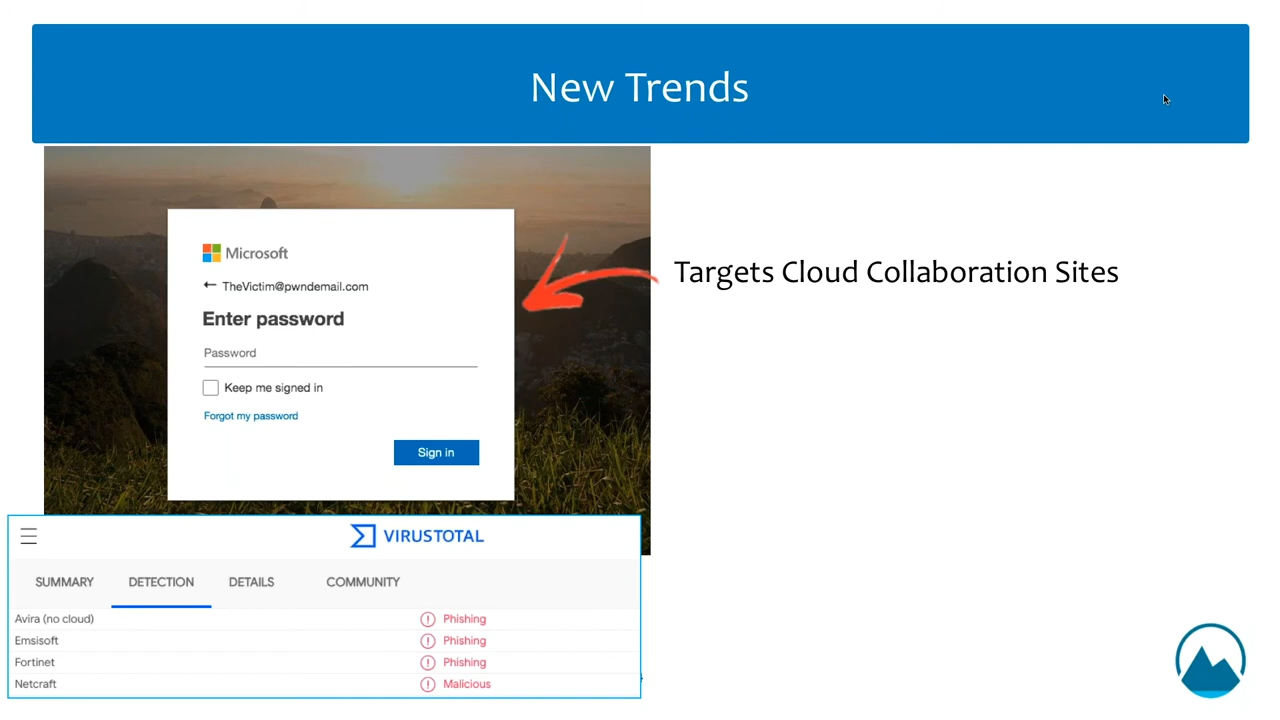 New Trends
Microsoft
TheVictim@pwndemail.com
Enter password
Password
Keep me signed in
Forgot my password
Sign in
Targets Cloud Collaboration Sites
VIRUSTOTAL
SUMMARY DETECTION DETAILS COMMUNITY
Avira (no cloud) Phishing
Emsisoft Phishing
Fortinet Phishing
Netcraft Malicious